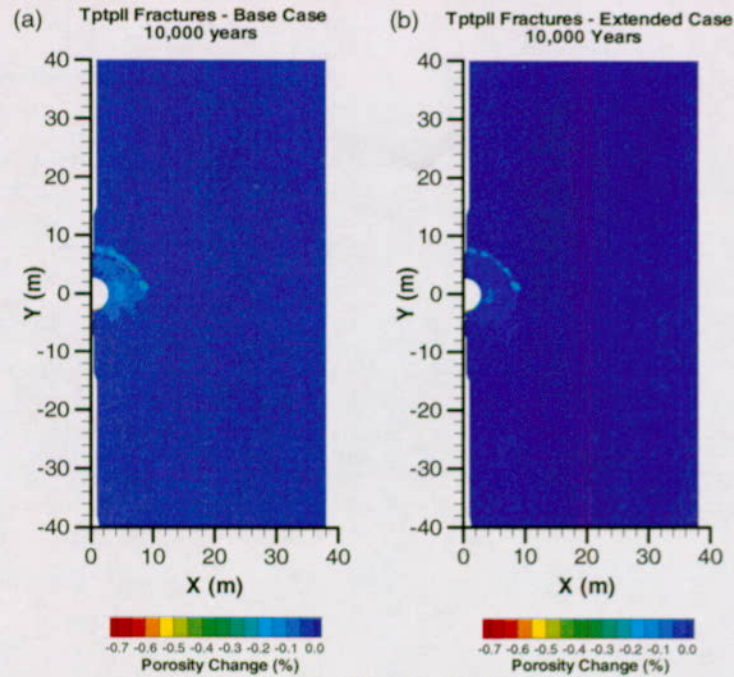 (a)
Tptpll Fractures - Base Case
10,000 years
Y (m)
40
30
20
10
0
-10
-20
-30
-40
0 10 20 30 40
X (m)
-0.7 -0.6 -0.5 -0.4 -0.3 -0.2 -0.1 0.0
Porosity Change (%)
(b)
Tptpll Fractures - Extended Case
10,000 Years
Y (m)
40
30
20
10
0
-10
-20
-30
-40
0 10 20 30 40
X (m)
-0.7 -0.6 -0.5 -0.4 -0.3 -0.2 -0.1 0.0
Porosity Change (%)